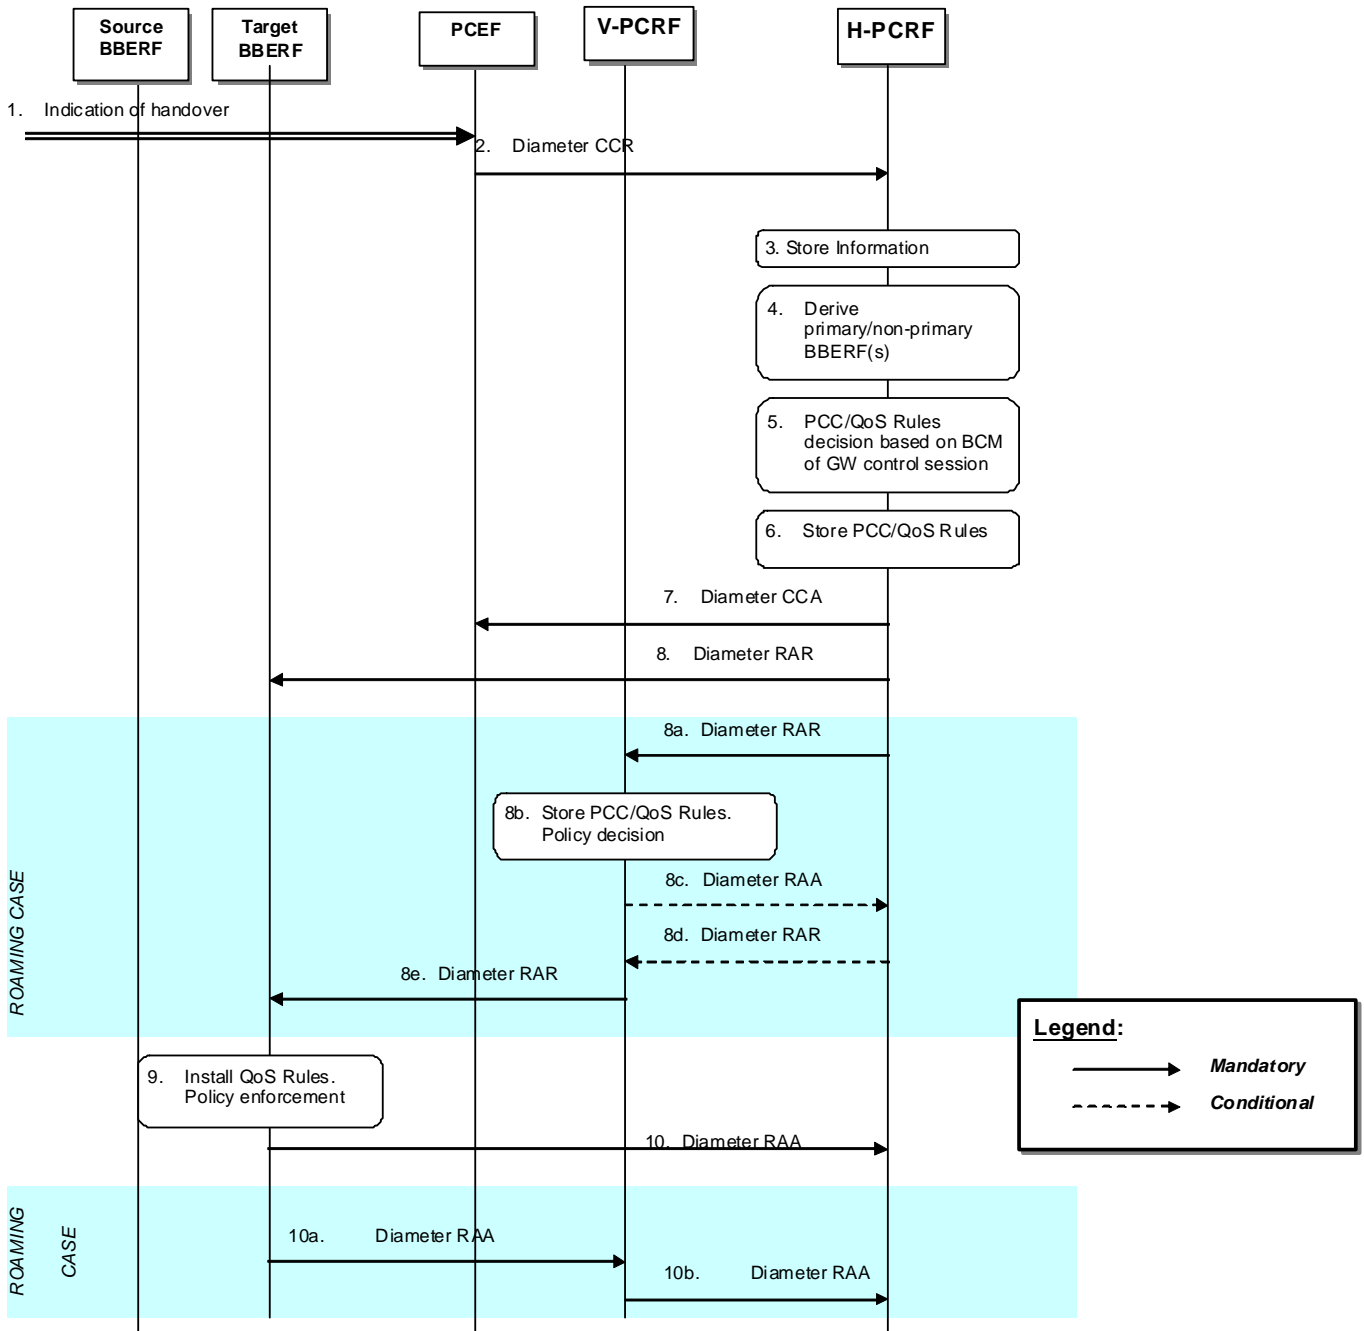 Source
BBERF
Target
BBERF
PCEF
V-PCRF
H-PCRF
1. Indication of handover
2. Diameter CCR
3. Store Information
4. Derive
primary/non-primary
BBERF(s)
5. PCC/QoS Rules
decision based on BCM
of GW control session
6. Store PCC/QoS Rules
7. Diameter CCA
8. Diameter RAR
8a. Diameter RAR
8b. Store PCC/QoS Rules.
Policy decision
8c. Diameter RAA
8d. Diameter RAR
8e. Diameter RAR
ROAMING CASE
Legend:
Mandatory
Conditional
9. Install QoS Rules.
Policy enforcement
10. Diameter RAA
ROAMING
CASE
10a. Diameter RAA
10b. Diameter RAA